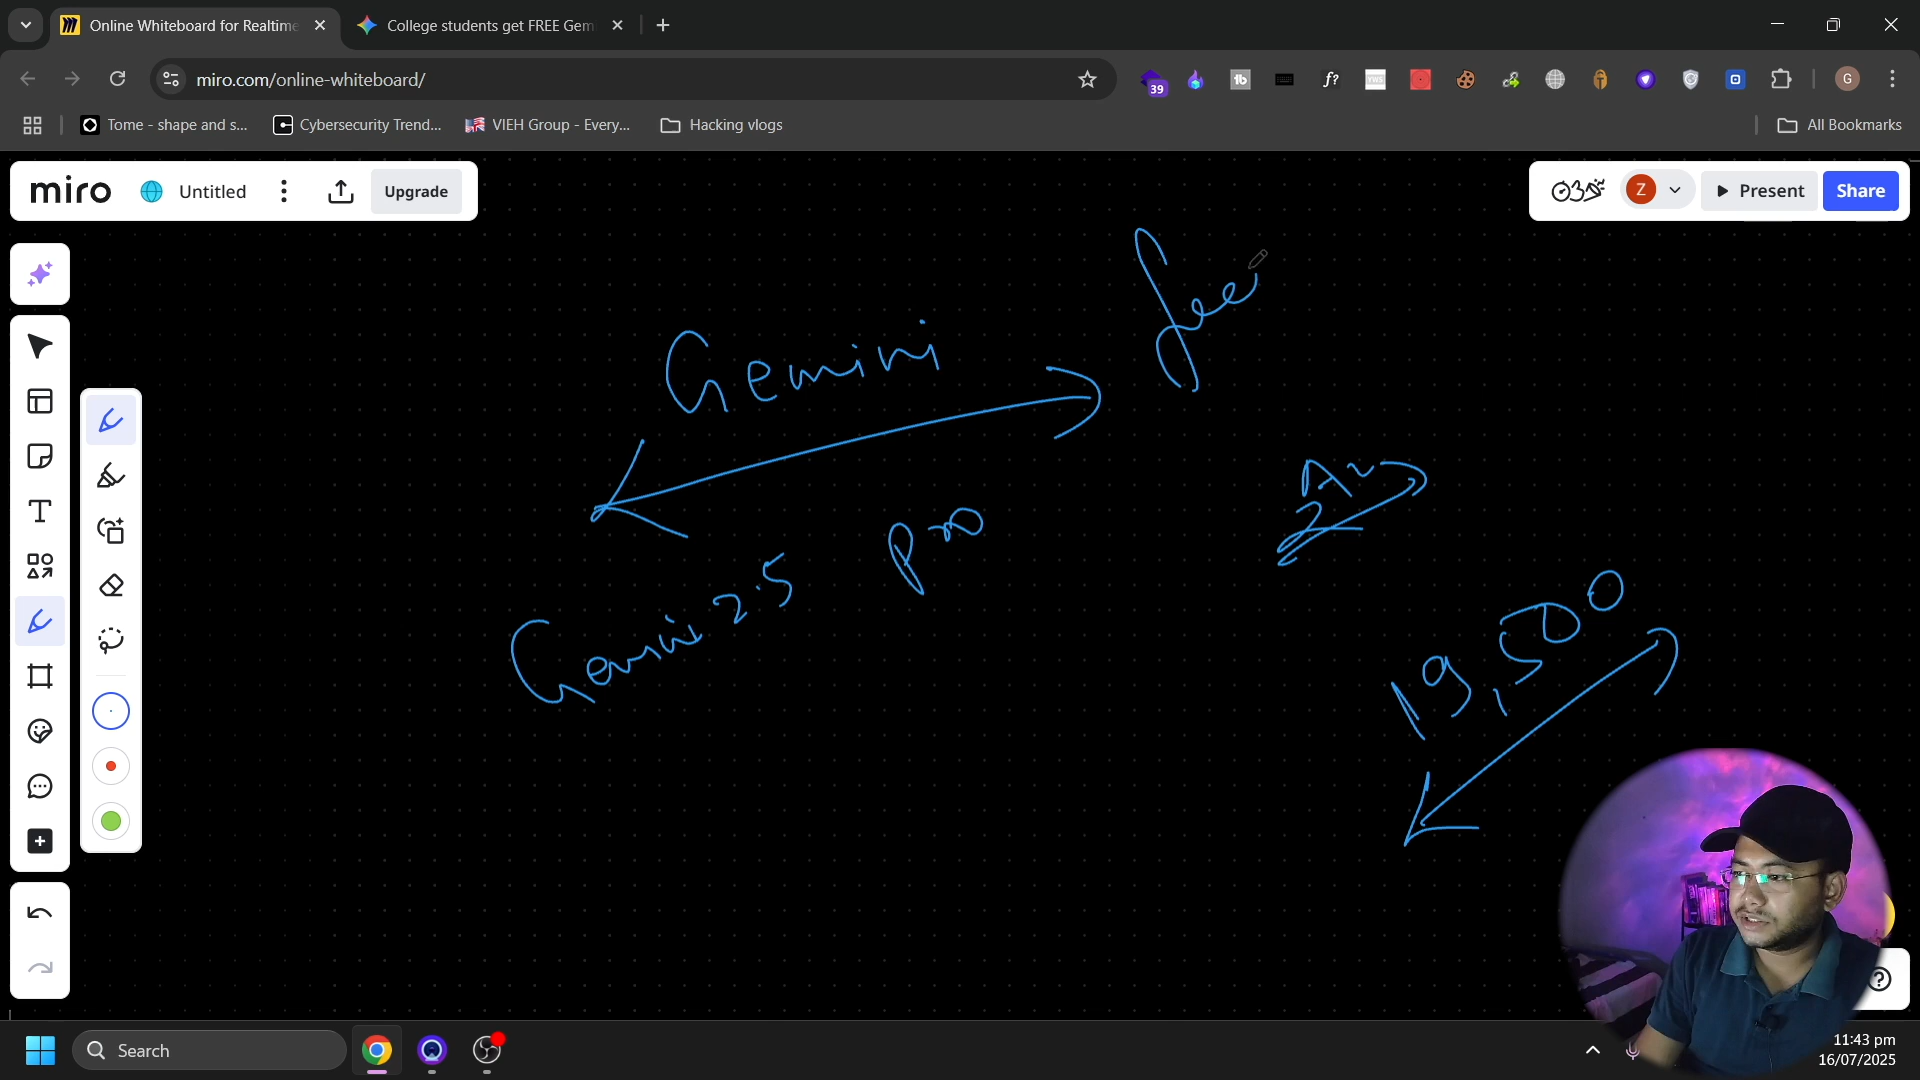 Online Whiteboard for Realtime
College students get FREE Gem
miro.com/online-whiteboard/
39
G
Tome - shape and s...
Cybersecurity Trend...
VIEH Group - Every...
Hacking vlogs
All Bookmarks
miro
Untitled
Upgrade
Z
Present
Share
free
Gemini
Gemini 2.5 pro
2
19,500
Search
11:43 pm
16/07/2025